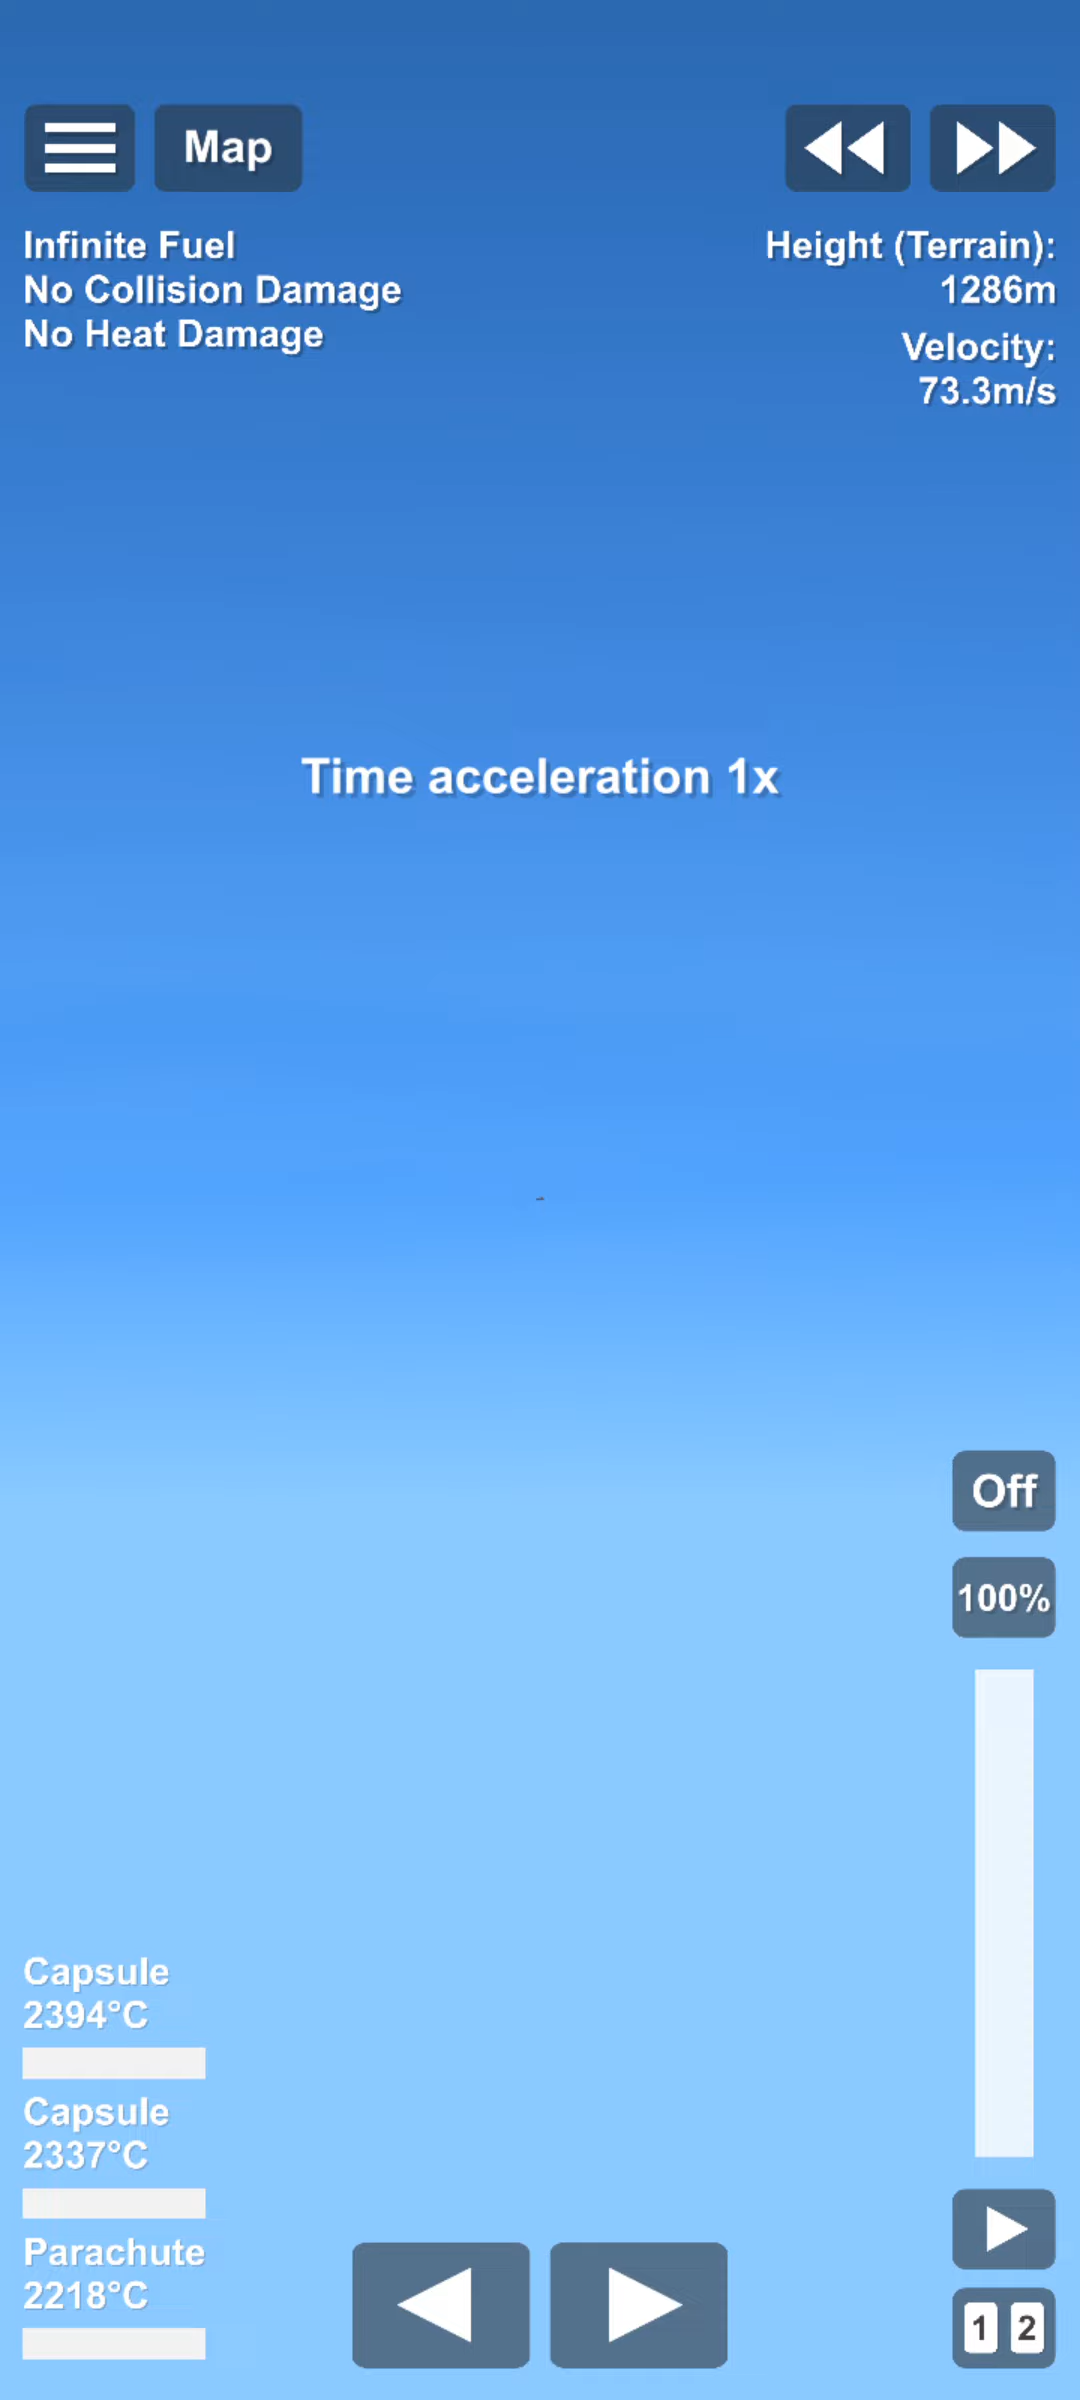 Map
Infinite Fuel
No Collision Damage
No Heat Damage
Height (Terrain):
1286m
Velocity:
73.3m/s
Time acceleration 1x
Off
100%
Capsule
2394°C
Capsule
2337°C
Parachute
2218°C
1 2